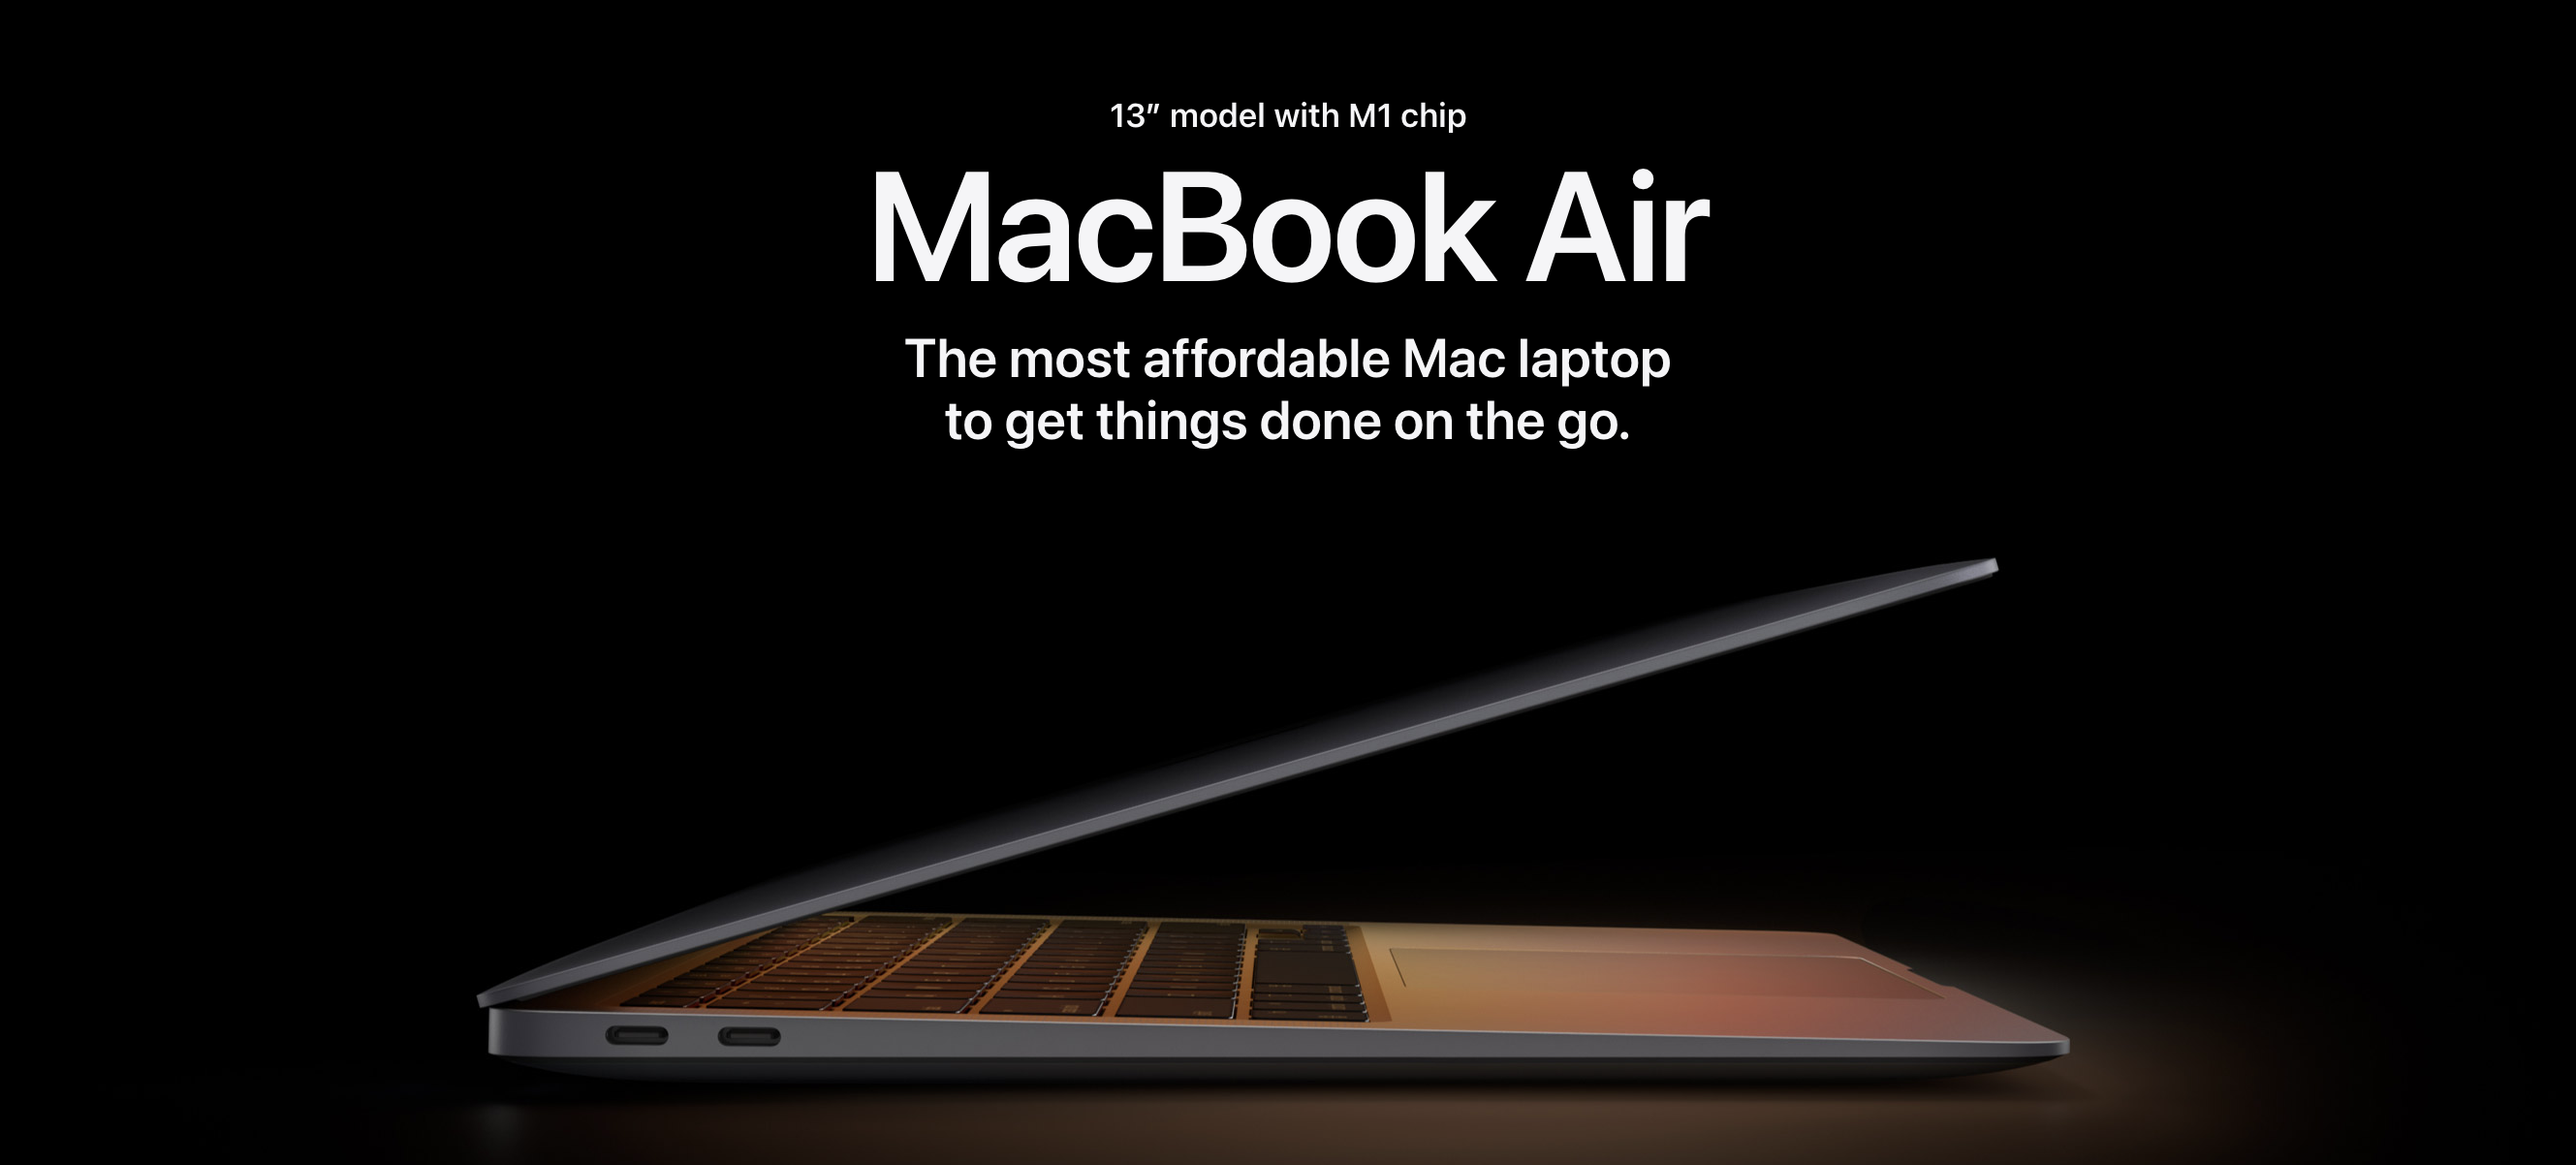 13” model with M1 chip
MacBook Air
The most affordable Mac laptop
to get things done on the go.